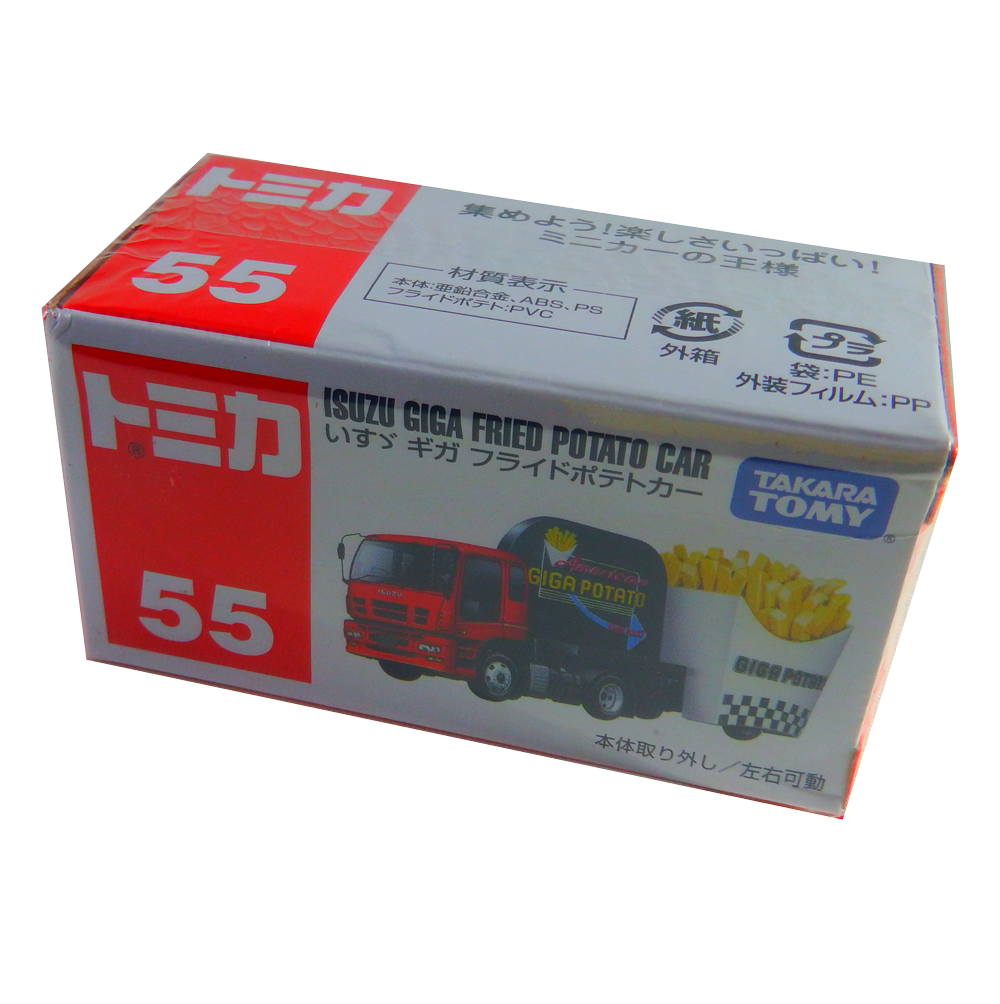 トミカ
55
集めよう!楽しさいっぱい!
ミニカーの王様
材質表示
本体:亜鉛合金、ABS、PS
フライドポテト:PVC
紙
外箱
プラ
袋:PE
外装フィルム:PP
トミカ®
55
ISUZU GIGA FRIED POTATO CAR
いすゞ ギガ フライドポテトカー
TAKARA
TOMY®
ISUZU
American
GIGA POTATO
GIGA POTATO
本体取り外し/左右可動